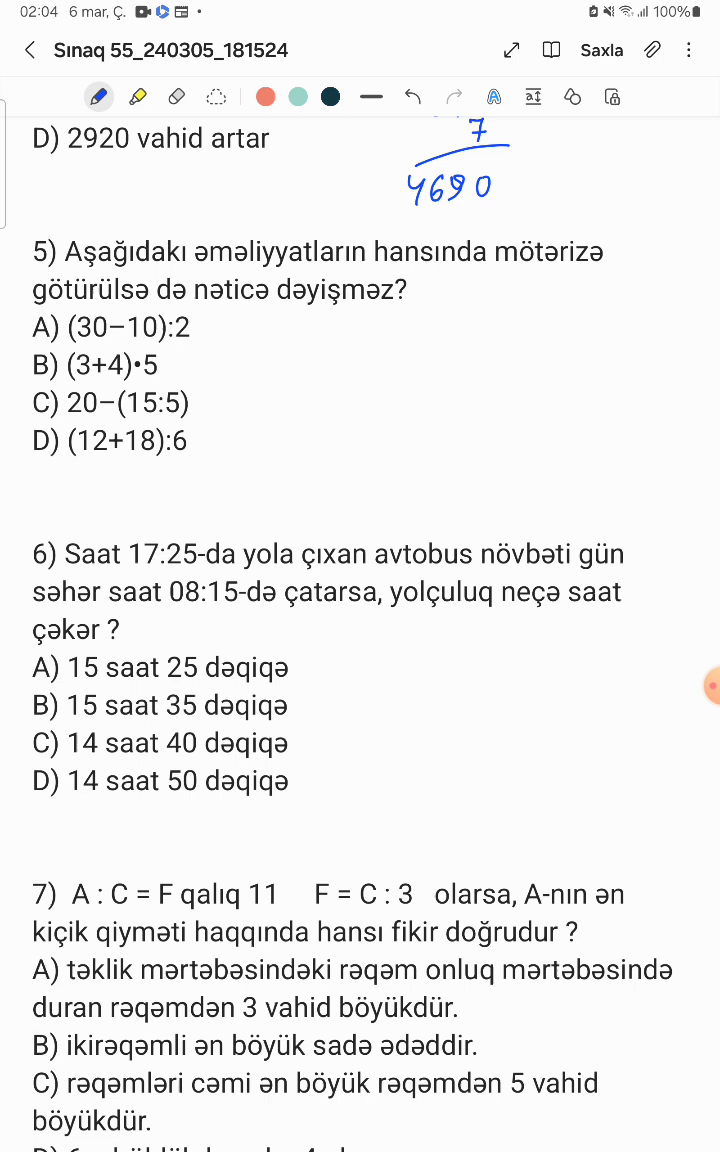 02:04 6 mar, Ç. •
100%
Sınaq 55_240305_181524
Saxla
D) 2920 vahid artar
7
4690
5) Aşağıdakı əməliyyatların hansında mötərizə
götürülsə də nəticə dəyişməz?
A) (30–10):2
B) (3+4)•5
C) 20–(15:5)
D) (12+18):6
6) Saat 17:25-da yola çıxan avtobus növbəti gün
səhər saat 08:15-də çatarsa, yolçuluq neçə saat
çəkər ?
A) 15 saat 25 dəqiqə
B) 15 saat 35 dəqiqə
C) 14 saat 40 dəqiqə
D) 14 saat 50 dəqiqə
7) A : C = F qalıq 11 F = C : 3 olarsa, A-nın ən
kiçik qiyməti haqqında hansı fikir doğrudur ?
A) təklik mərtəbəsindəki rəqəm onluq mərtəbəsində
duran rəqəmdən 3 vahid böyükdür.
B) ikirəqəmli ən böyük sadə ədəddir.
C) rəqəmləri cəmi ən böyük rəqəmdən 5 vahid
böyükdür.